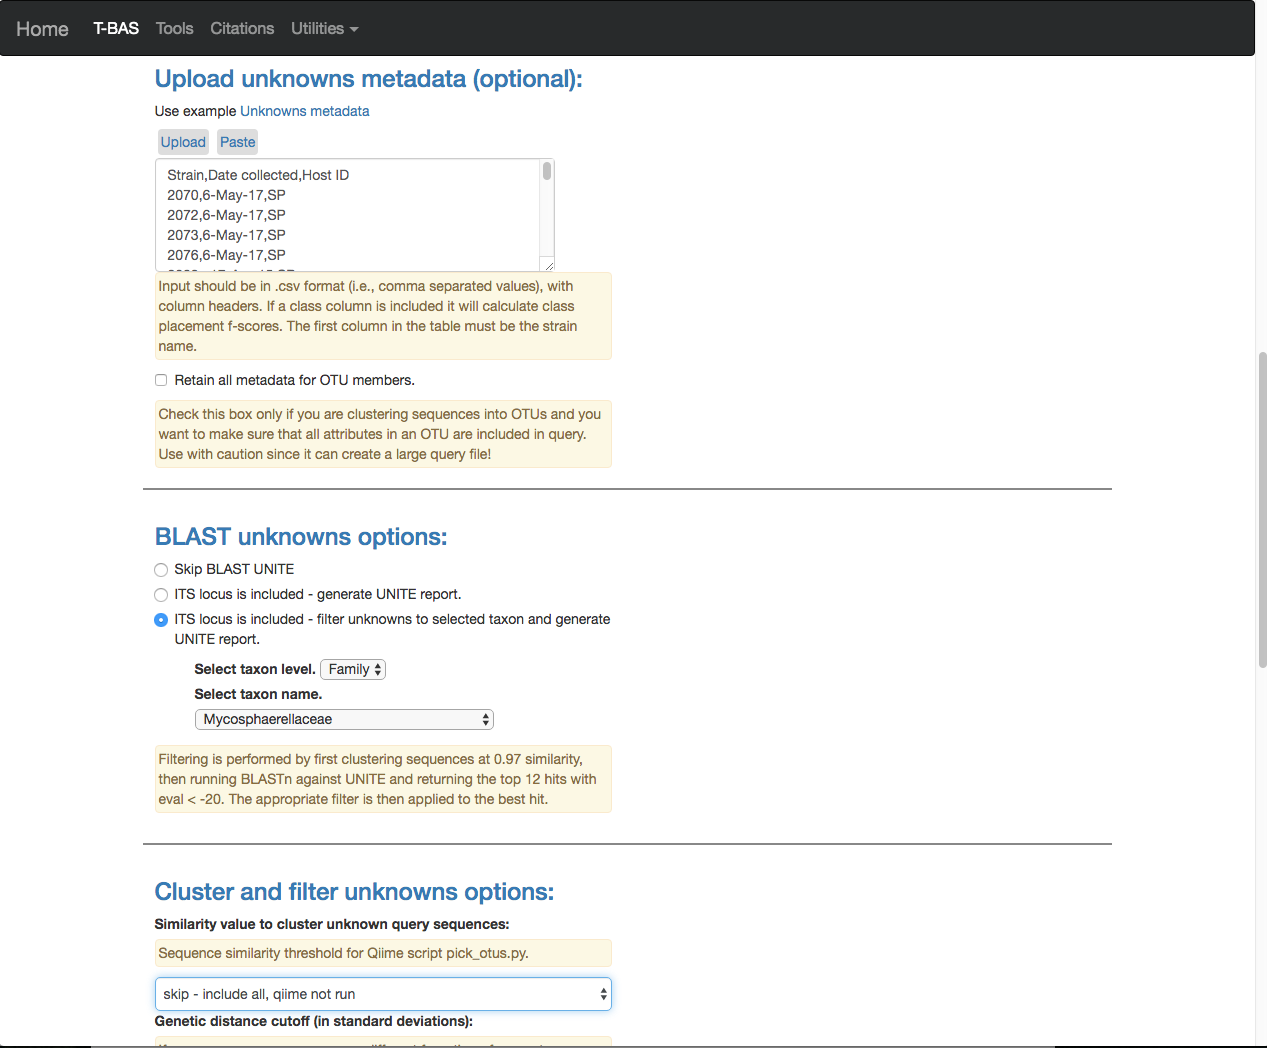 Home T-BAS Tools Citations Utilities
Upload unknowns metadata (optional):
Use example Unknowns metadata
Upload Paste
Strain,Date collected,Host ID
2070,6-May-17,SP
2072,6-May-17,SP
2073,6-May-17,SP
2076,6-May-17,SP
Input should be in .csv format (i.e., comma separated values), with
column headers. If a class column is included it will calculate class
placement f-scores. The first column in the table must be the strain
name.
Retain all metadata for OTU members.
Check this box only if you are clustering sequences into OTUs and you
want to make sure that all attributes in an OTU are included in query.
Use with caution since it can create a large query file!
BLAST unknowns options:
Skip BLAST UNITE
ITS locus is included - generate UNITE report.
ITS locus is included - filter unknowns to selected taxon and generate
UNITE report.
Select taxon level. Family
Select taxon name.
Mycosphaerellaceae
Filtering is performed by first clustering sequences at 0.97 similarity,
then running BLASTn against UNITE and returning the top 12 hits with
eval < -20. The appropriate filter is then applied to the best hit.
Cluster and filter unknowns options:
Similarity value to cluster unknown query sequences:
Sequence similarity threshold for Qiime script pick_otus.py.
skip - include all, qiime not run
Genetic distance cutoff (in standard deviations):